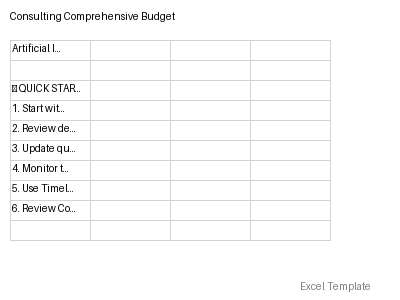 Consulting Comprehensive Budget
Artificial I...
QUICK STAR...
1. Start wit...
2. Review de...
3. Update qu...
4. Monitor t...
5. Use Timel...
6. Review Co...
Excel Template